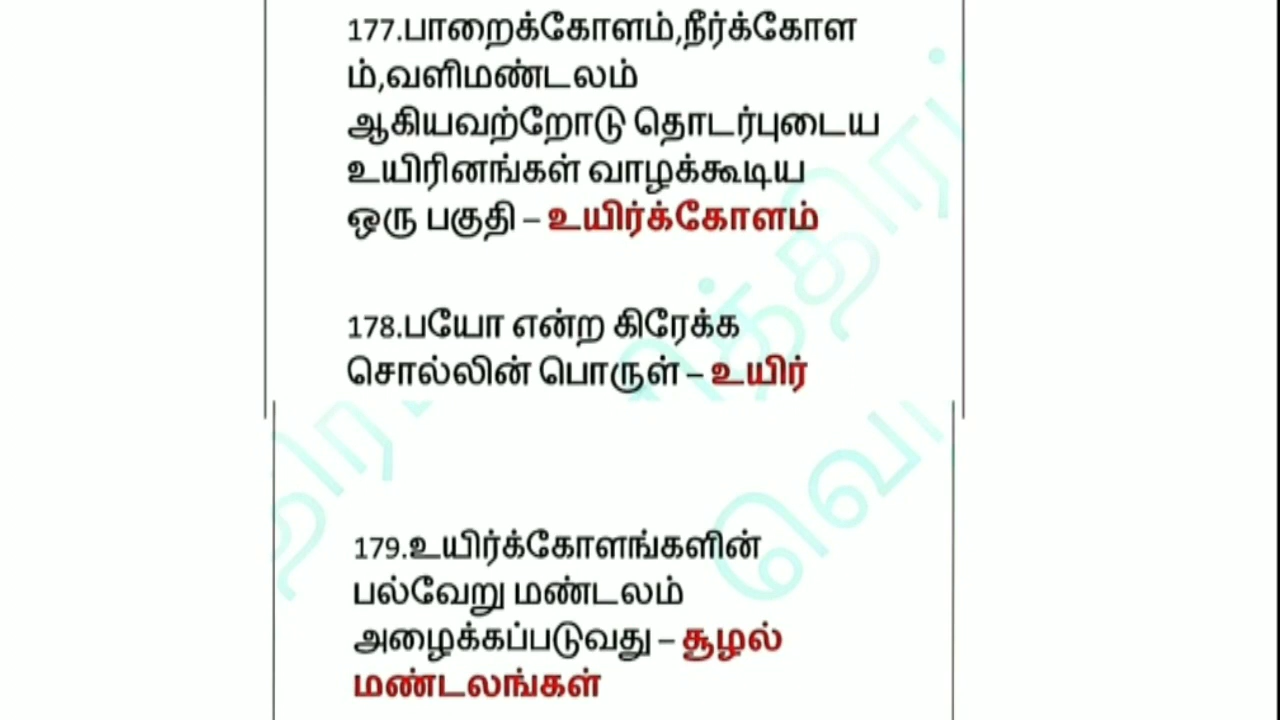 177.பாறைக்கோளம்,நீர்க்கோள
ம்,வளிமண்டலம்
ஆகியவற்றோடு தொடர்புடைய
உயிரினங்கள் வாழக்கூடிய
ஒரு பகுதி – உயிர்க்கோளம்
178.பயோ என்ற கிரேக்க
சொல்லின் பொருள் – உயிர்
179.உயிர்க்கோளங்களின்
பல்வேறு மண்டலம்
அழைக்கப்படுவது – சூழல்
மண்டலங்கள்